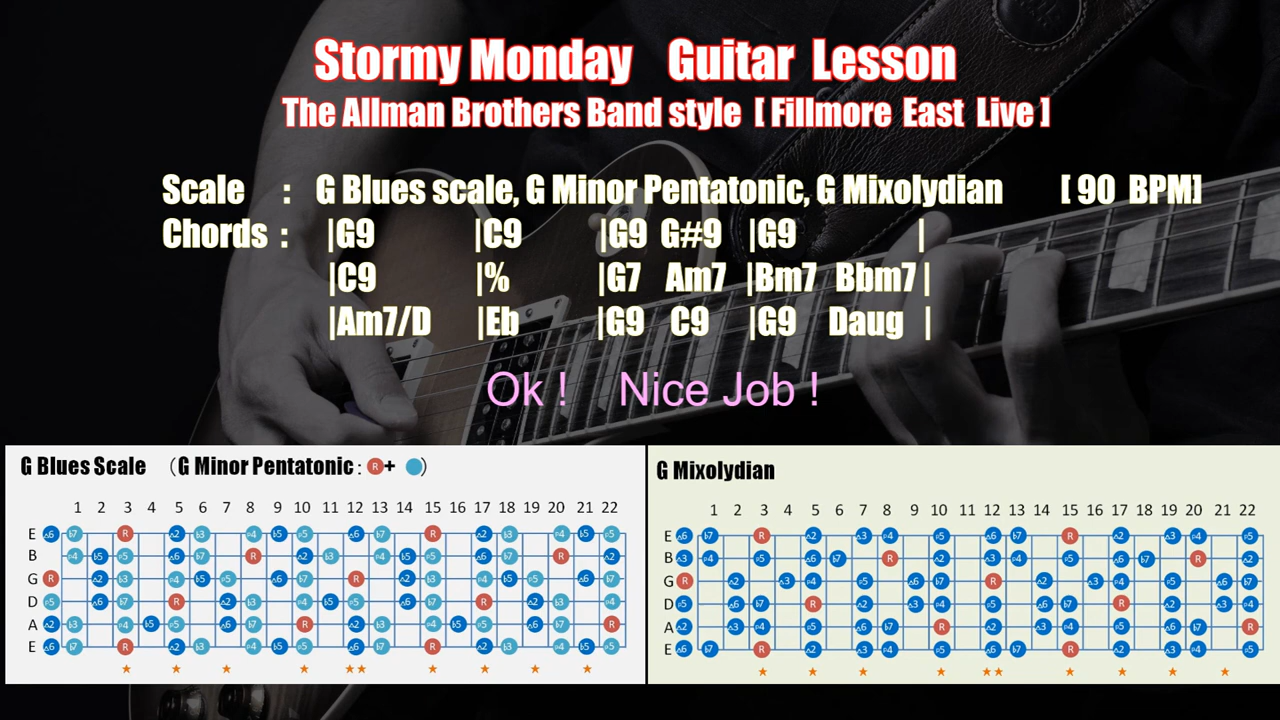 Stormy Monday Guitar Lesson
The Allman Brothers Band style [ Fillmore East Live ]
Scale : G Blues scale, G Minor Pentatonic, G Mixolydian [ 90 BPM]
Chords : |G9 |C9 |G9 G#9 |G9 |
|C9 |% |G7 Am7 |Bm7 Bbm7 |
|Am7/D |Eb |G9 C9 |G9 Daug |
Ok ! Nice Job !
G Blues Scale (G Minor Pentatonic : R + )
1 2 3 4 5 6 7 8 9 10 11 12 13 14 15 16 17 18 19 20 21 22
E
B
G
D
A
E
G Mixolydian
1 2 3 4 5 6 7 8 9 10 11 12 13 14 15 16 17 18 19 20 21 22
E
B
G
D
A
E